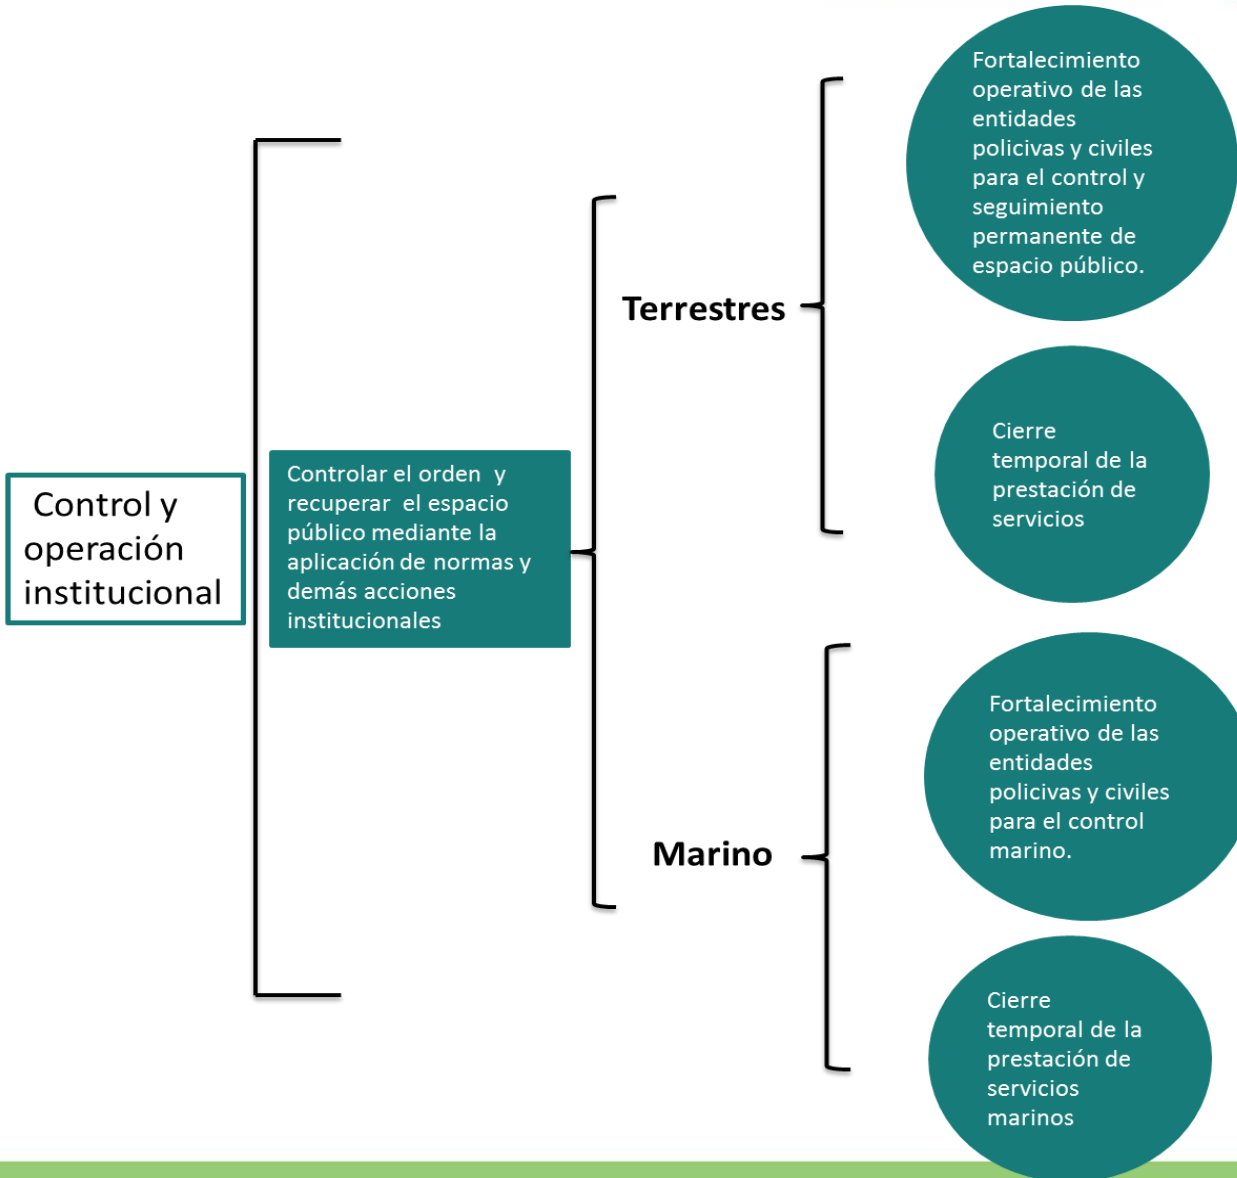 Control y
operación
institucional
Controlar el orden y
recuperar el espacio
público mediante la
aplicación de normas y
demás acciones
institucionales
Terrestres
Fortalecimiento
operativo de las
entidades
policivas y civiles
para el control y
seguimiento
permanente de
espacio público.
Cierre
temporal de la
prestación de
servicios
Marino
Fortalecimiento
operativo de las
entidades
policivas y civiles
para el control
marino.
Cierre
temporal de la
prestación de
servicios
marinos